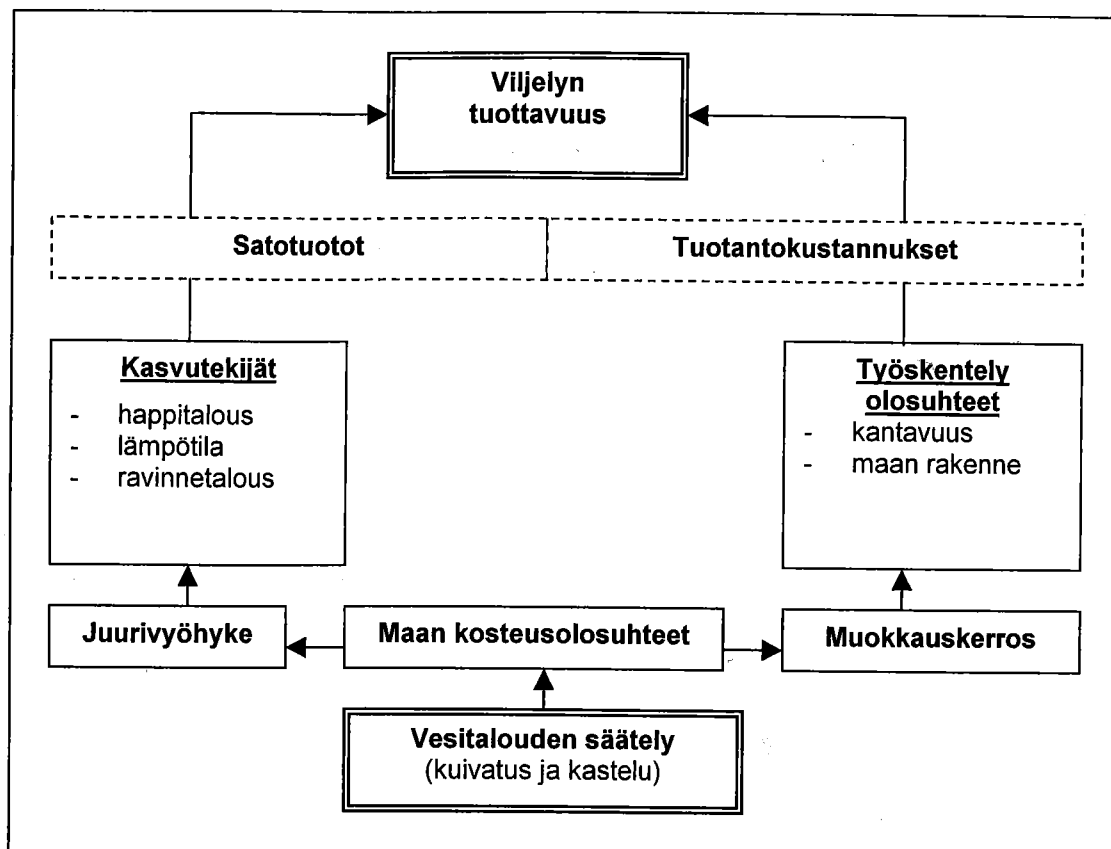 Viljelyn
tuottavuus
Satotuotot
Tuotantokustannukset
Kasvutekijät
- happitalous
- lämpötila
- ravinnetalous
Työskentely
olosuhteet
- kantavuus
- maan rakenne
Juurivyöhyke
Maan kosteusolosuhteet
Muokkauskerros
Vesitalouden säätely
(kuivatus ja kastelu)